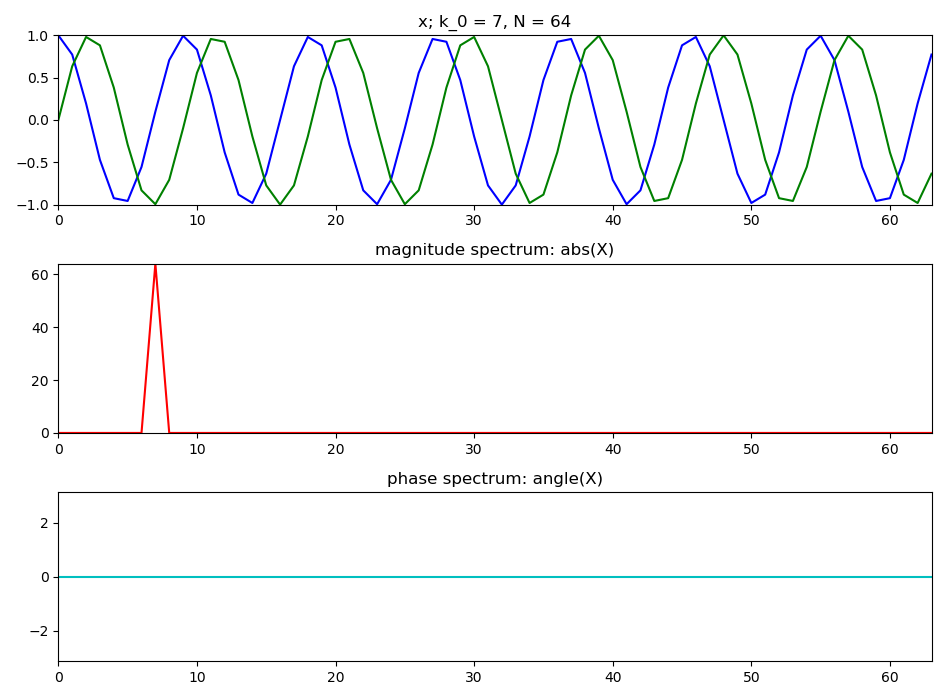 x; k_0 = 7, N = 64
1.0
0.5
0.0
−0.5
−1.0
0 10 20 30 40 50 60
magnitude spectrum: abs(X)
60
40
20
0
0 10 20 30 40 50 60
phase spectrum: angle(X)
2
0
−2
0 10 20 30 40 50 60